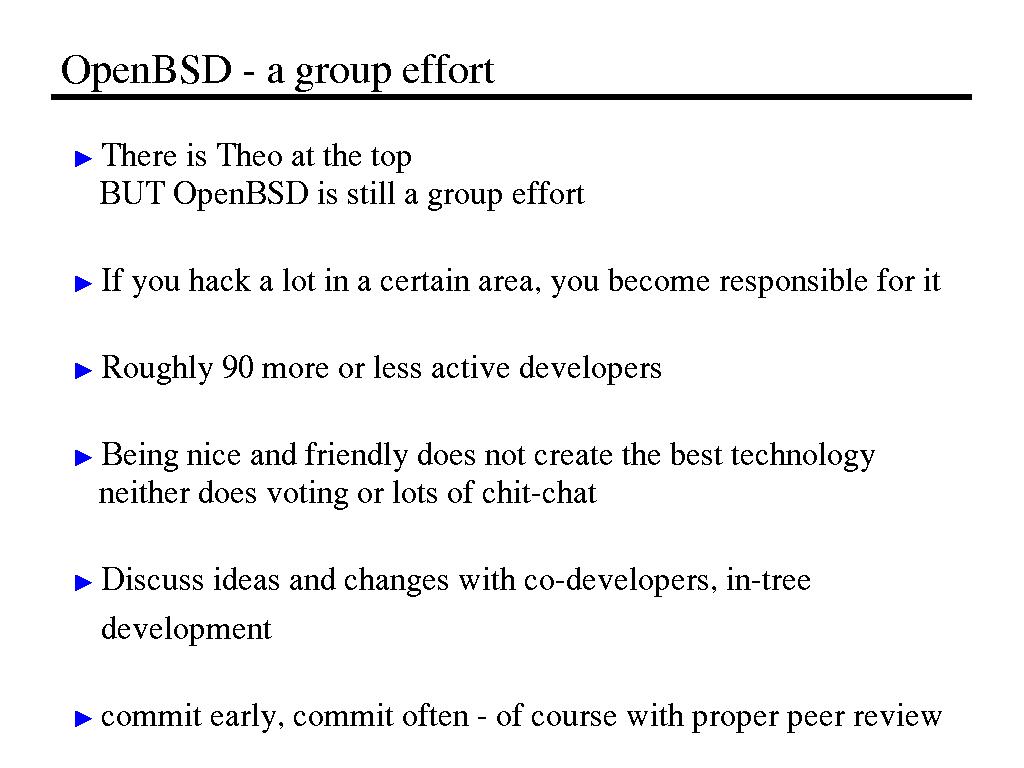 OpenBSD - a group effort
There is Theo at the top
BUT OpenBSD is still a group effort
If you hack a lot in a certain area, you become responsible for it
Roughly 90 more or less active developers
Being nice and friendly does not create the best technology
neither does voting or lots of chit-chat
Discuss ideas and changes with co-developers, in-tree
development
commit early, commit often - of course with proper peer review